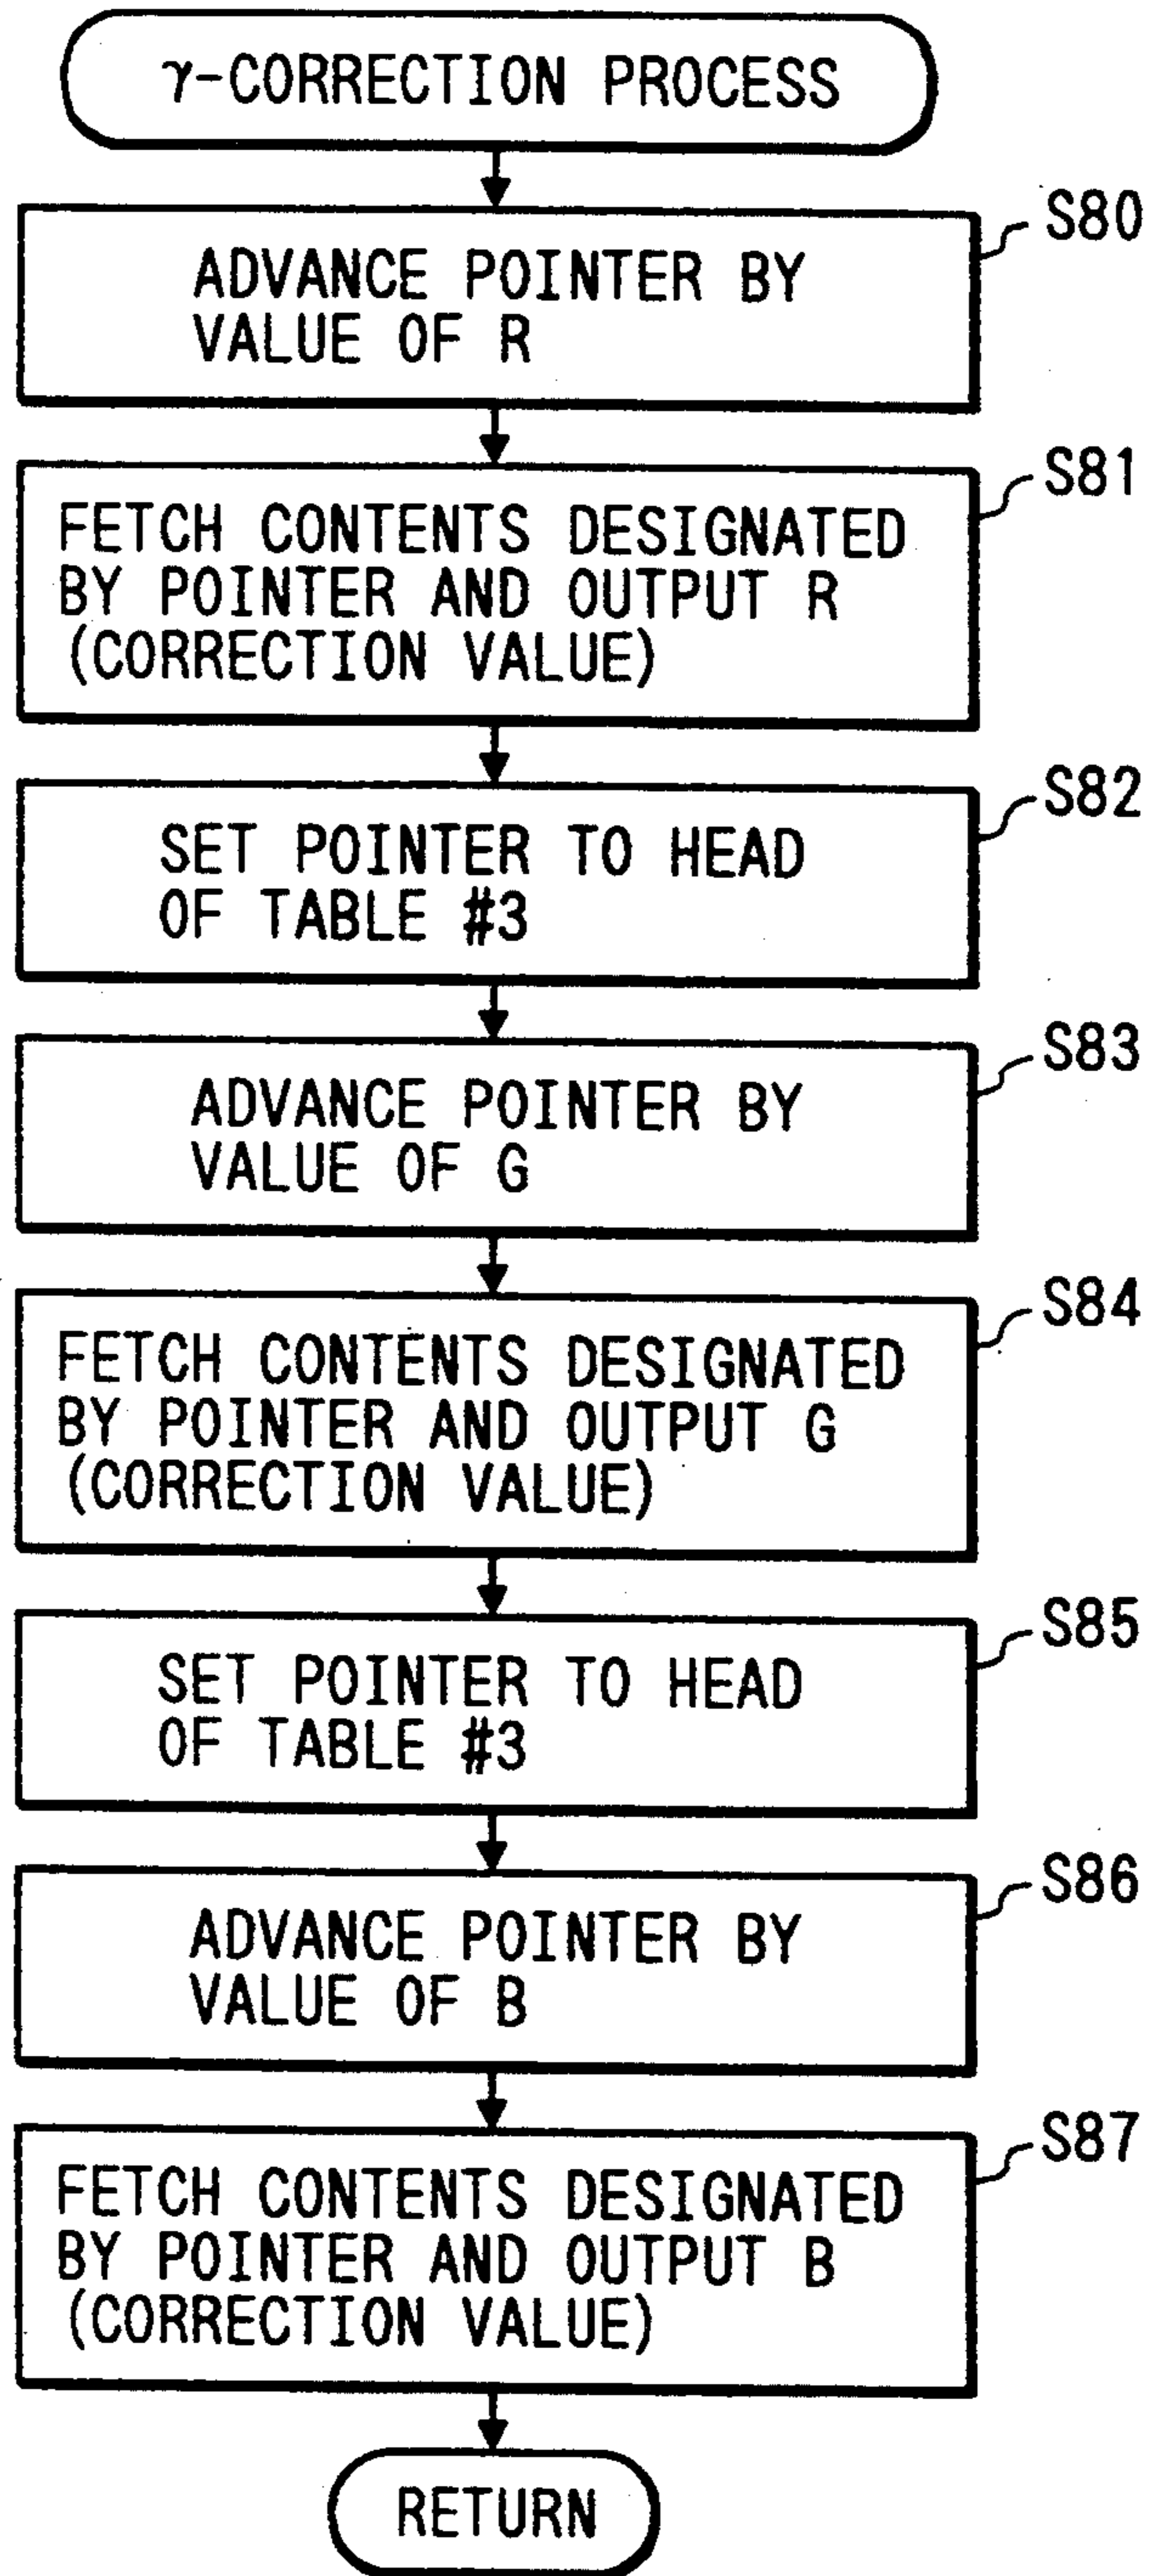 γ-CORRECTION PROCESS
S80
ADVANCE POINTER BY
VALUE OF R
S81
FETCH CONTENTS DESIGNATED
BY POINTER AND OUTPUT R
(CORRECTION VALUE)
S82
SET POINTER TO HEAD
OF TABLE #3
S83
ADVANCE POINTER BY
VALUE OF G
S84
FETCH CONTENTS DESIGNATED
BY POINTER AND OUTPUT G
(CORRECTION VALUE)
S85
SET POINTER TO HEAD
OF TABLE #3
S86
ADVANCE POINTER BY
VALUE OF B
S87
FETCH CONTENTS DESIGNATED
BY POINTER AND OUTPUT B
(CORRECTION VALUE)
RETURN